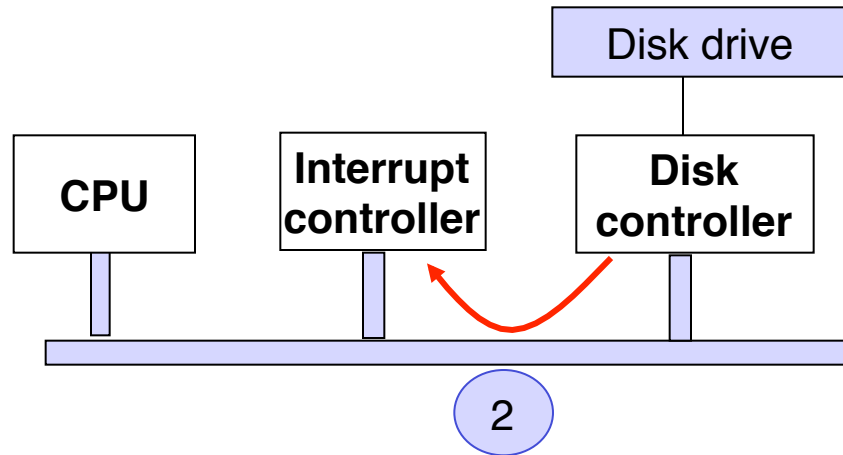 Disk drive
CPU
Interrupt
controller
Disk
controller
2